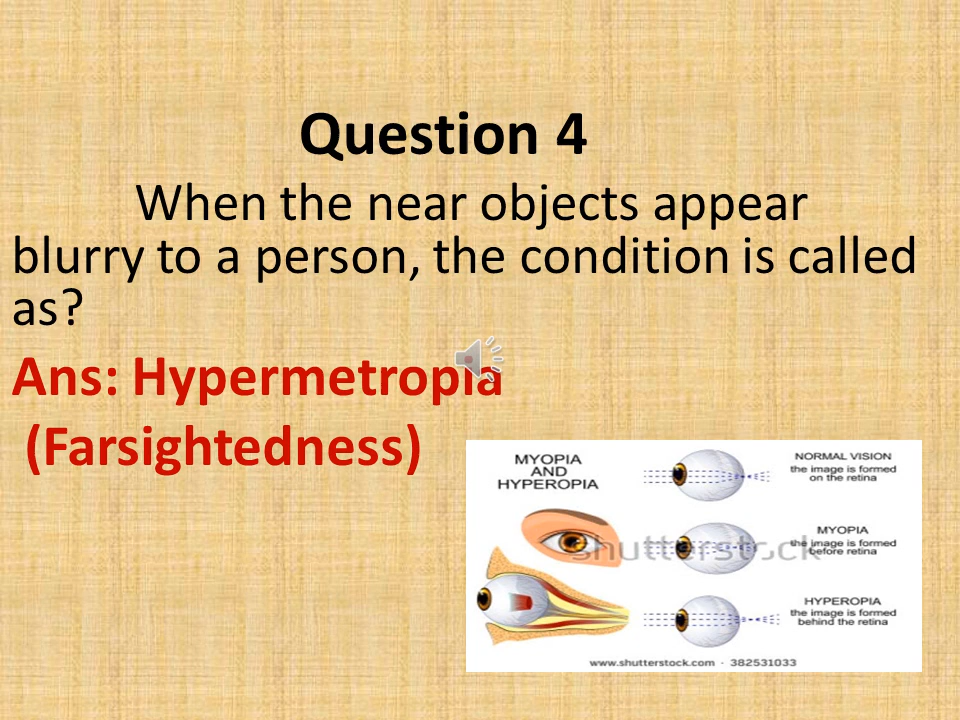 Question 4
When the near objects appear
blurry to a person, the condition is called
as?
Ans: Hypermetropia
(Farsightedness)
MYOPIA
AND
HYPEROPIA
NORMAL VISION
the image is formed
on the retina
shutterstock
MYOPIA
the image is formed
before retina
HYPEROPIA
the image is formed
behind the retina
www.shutterstock.com · 382531033